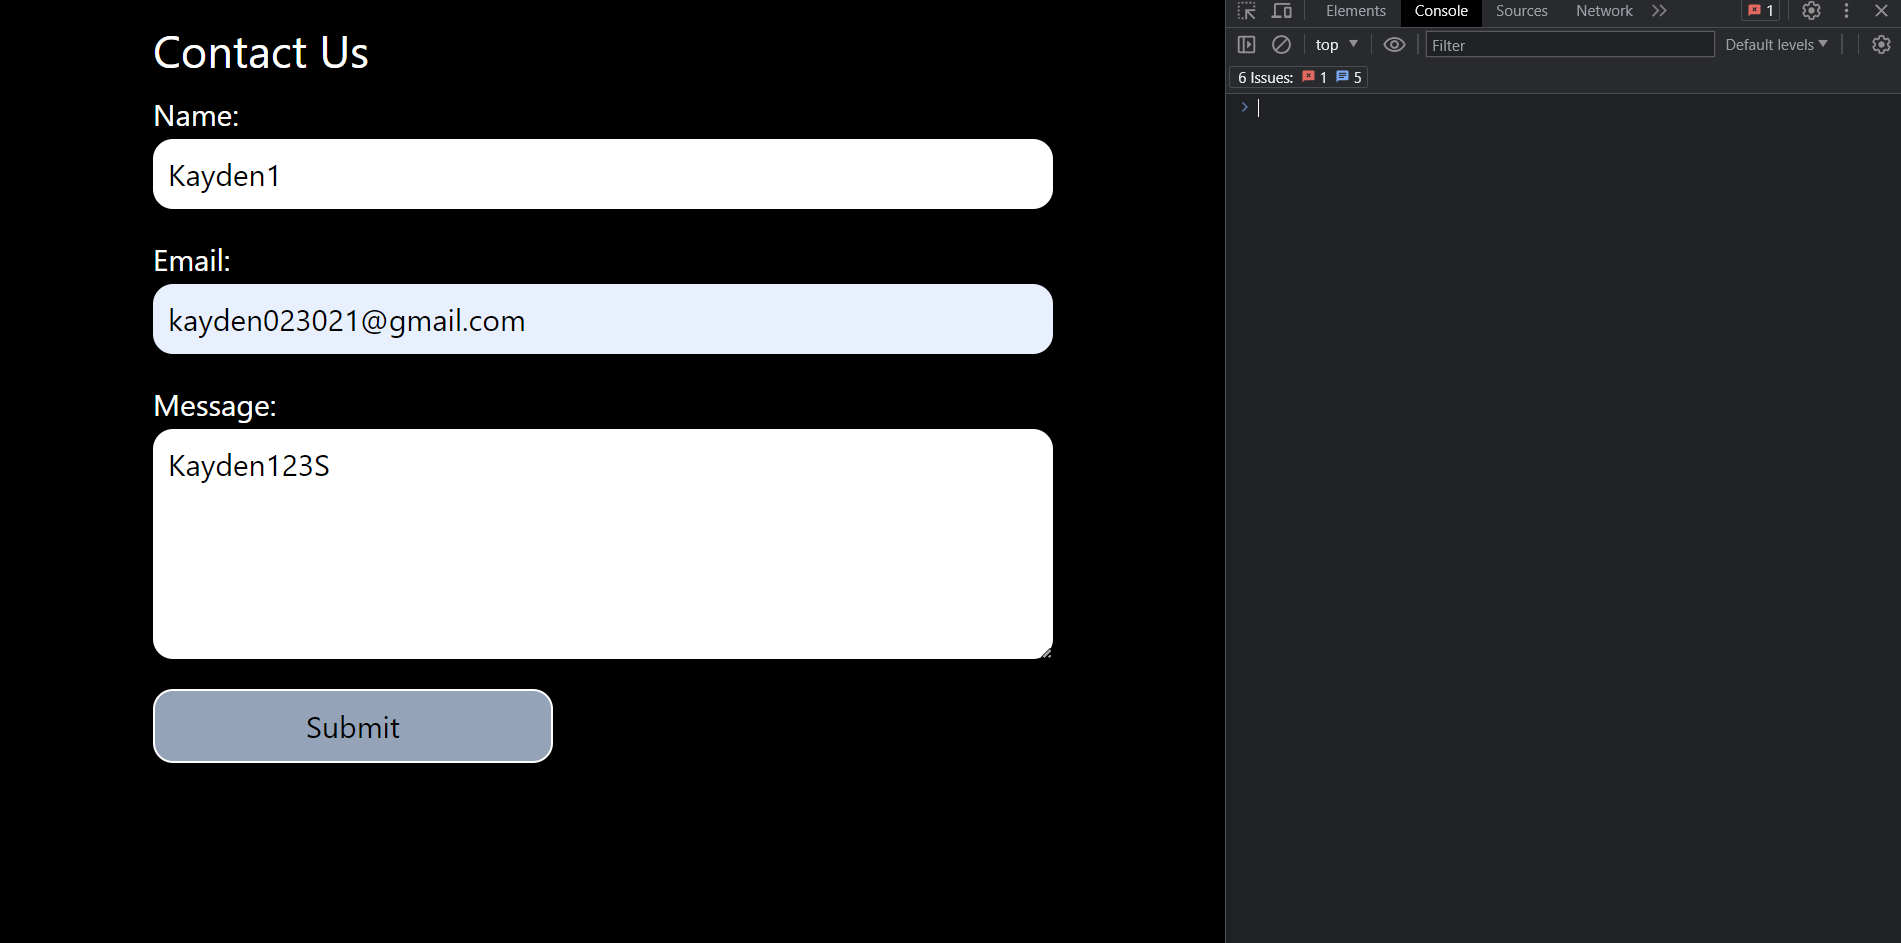 Contact Us
Name:
Kayden1
Email:
kayden023021@gmail.com
Message:
Kayden123S
Submit
Elements Console Sources Network 1
top Filter Default levels
6 Issues: 1 5